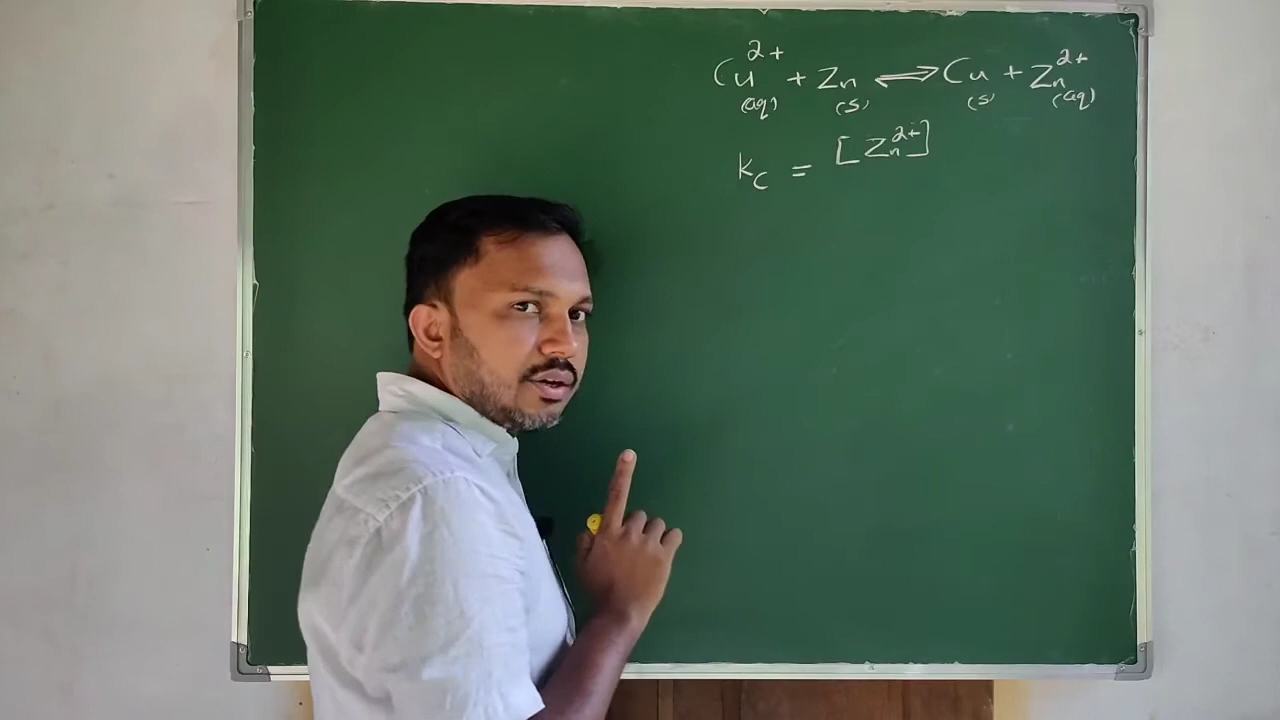 Cu²⁺ + Zn ⇌ Cu + Zn²⁺
(aq) (s) (s) (aq)
kc = [Zn²⁺]